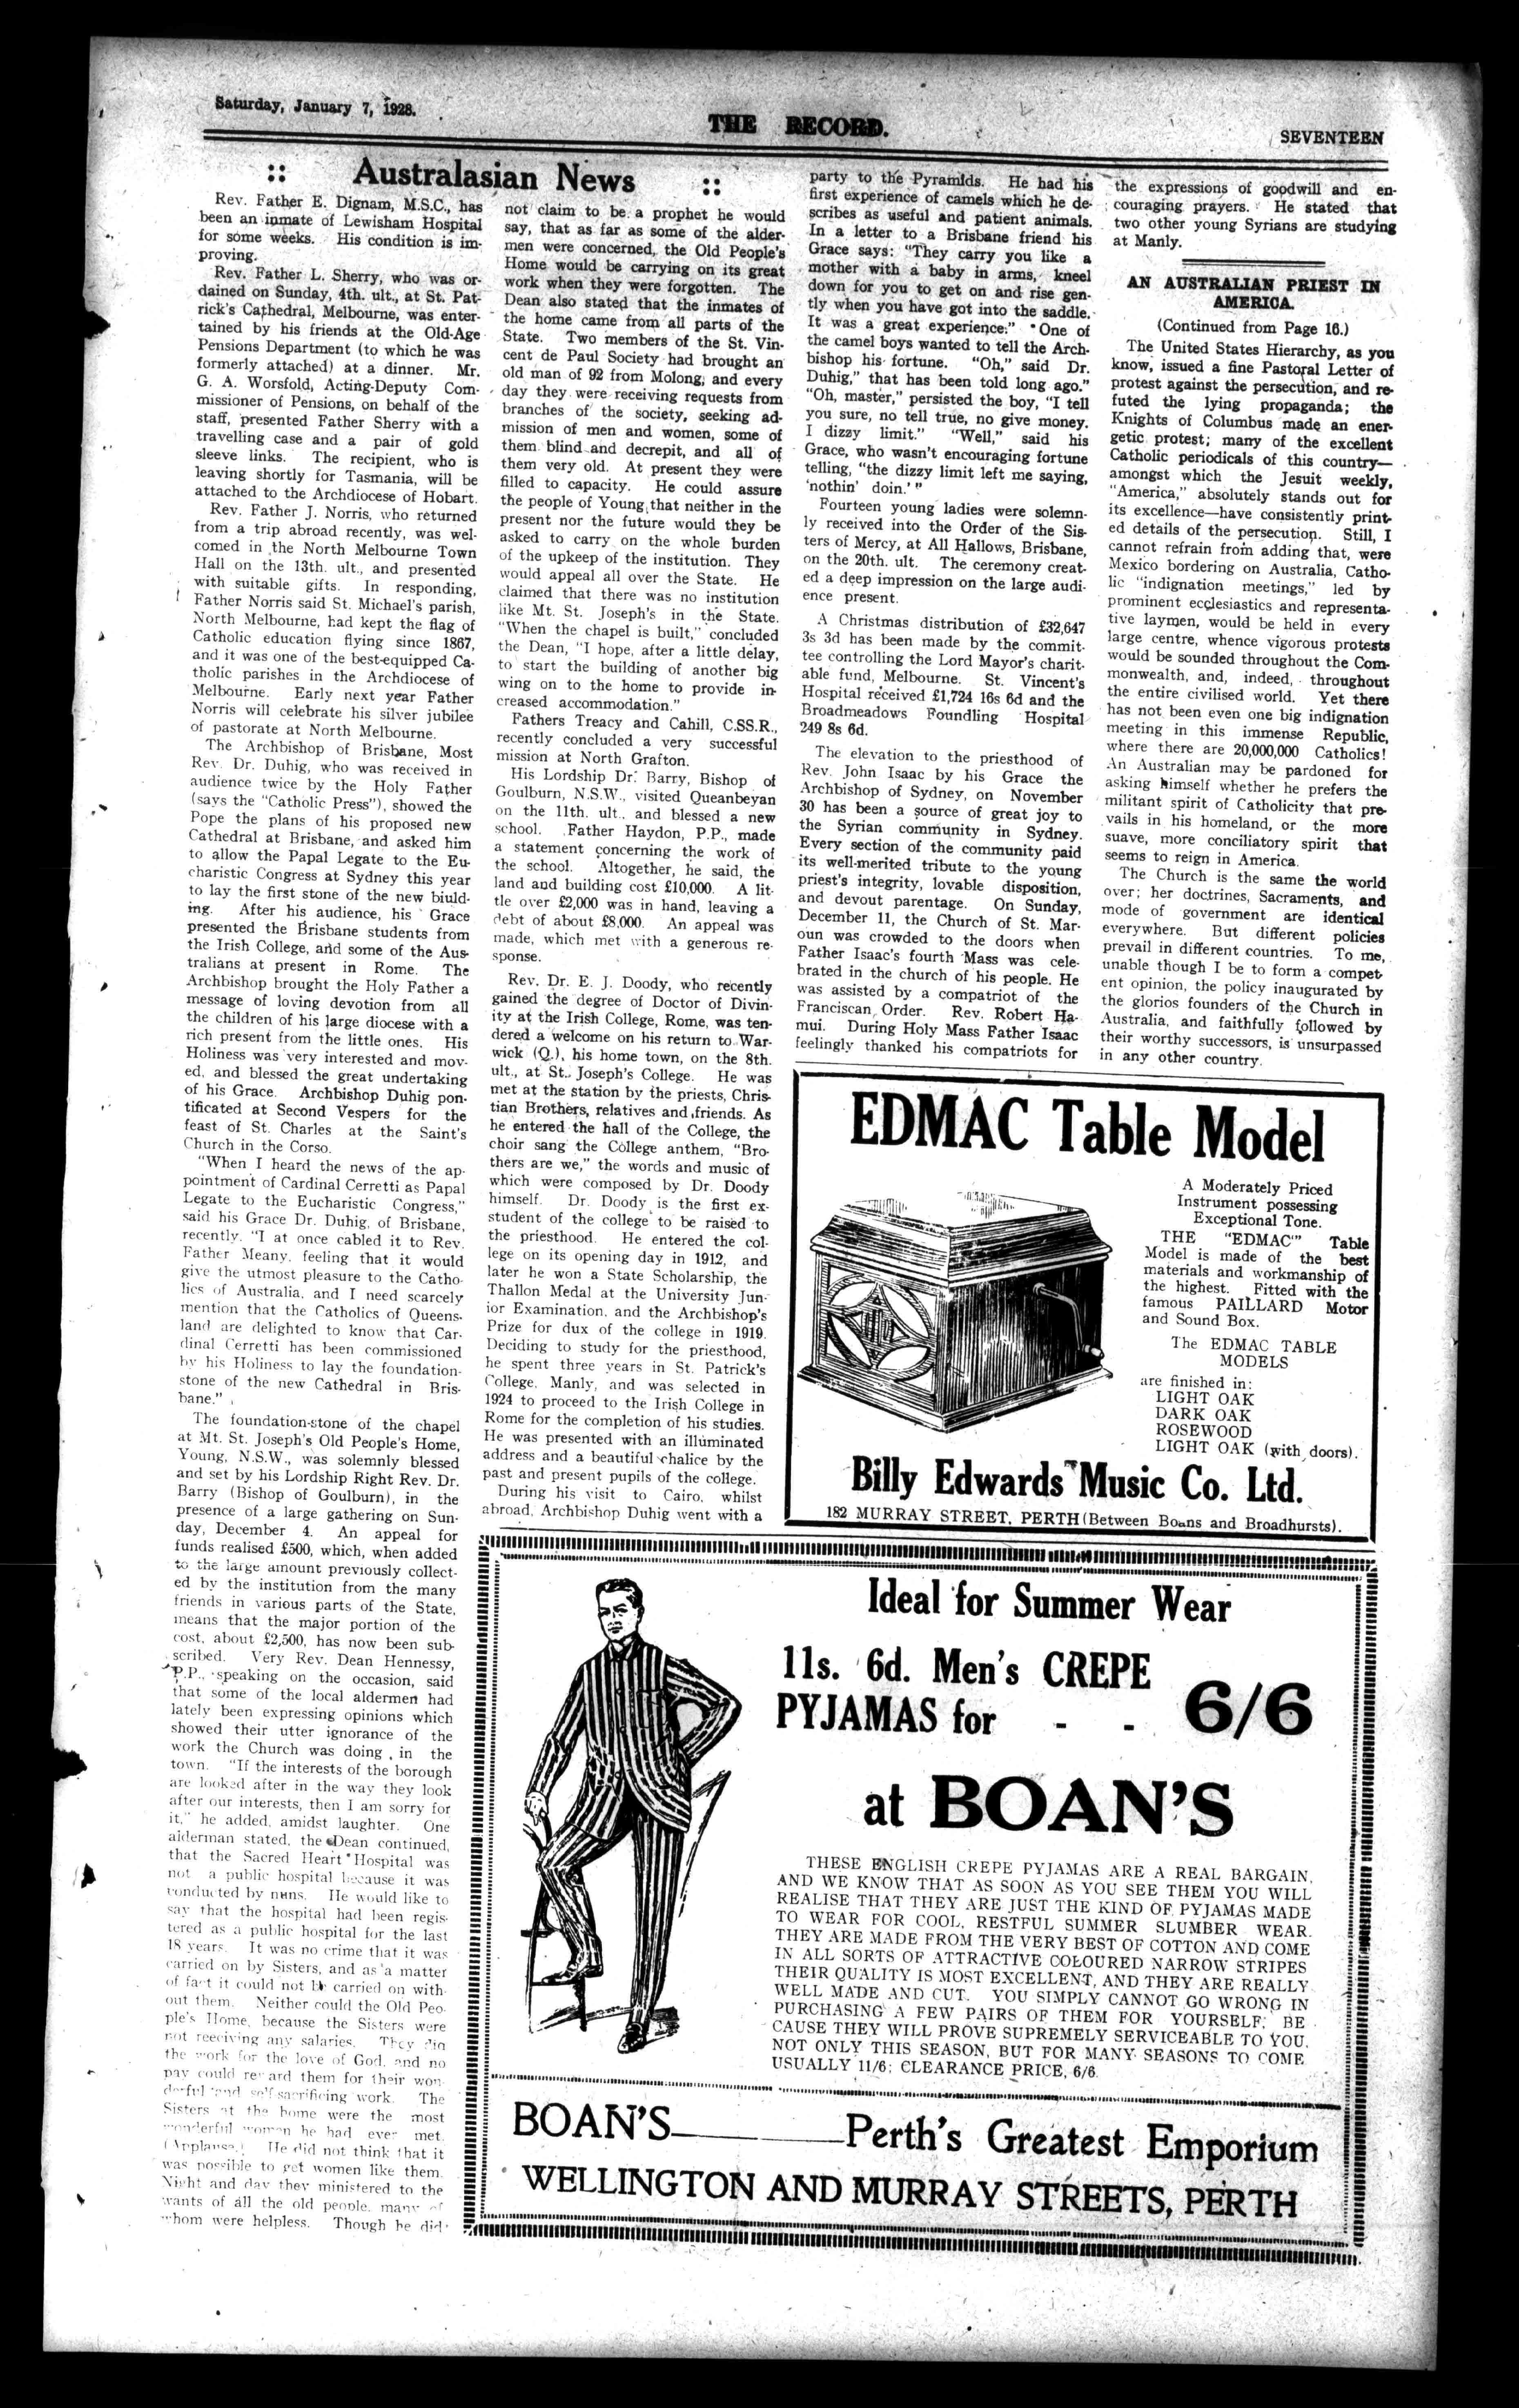 Saturday, January 7, 1928.
THE RECORD.
SEVENTEEN
:: Australasian News ::
Rev. Father E. Dignam, M.S.C., has
been an inmate of Lewisham Hospital
for some weeks. His condition is im-
proving.
Rev. Father L. Sherry, who was or-
dained on Sunday, 4th. ult., at St. Pat-
rick's Cathedral, Melbourne, was enter-
tained by his friends at the Old-Age
Pensions Department (to which he was
formerly attached) at a dinner. Mr.
G. A. Worsfold, Acting-Deputy Com-
missioner of Pensions, on behalf of the
staff, presented Father Sherry with a
travelling case and a pair of gold
sleeve links. The recipient, who is
leaving shortly for Tasmania, will be
attached to the Archdiocese of Hobart.
Rev. Father J. Norris, who returned
from a trip abroad recently, was wel-
comed in the North Melbourne Town
Hall on the 13th. ult., and presented
with suitable gifts. In responding,
Father Norris said St. Michael's parish,
North Melbourne, had kept the flag of
Catholic education flying since 1867,
and it was one of the best-equipped Ca-
tholic parishes in the Archdiocese of
Melbourne. Early next year Father
Norris will celebrate his silver jubilee
of pastorate at North Melbourne.
The Archbishop of Brisbane, Most
Rev. Dr. Duhig, who was received in
audience twice by the Holy Father
(says the "Catholic Press"), showed the
Pope the plans of his proposed new
Cathedral at Brisbane, and asked him
to allow the Papal Legate to the Eu-
charistic Congress at Sydney this year
to lay the first stone of the new biuld-
ing. After his audience, his Grace
presented the Brisbane students from
the Irish College, and some of the Aus-
tralians at present in Rome. The
Archbishop brought the Holy Father a
message of loving devotion from all
the children of his large diocese with a
rich present from the little ones. His
Holiness was very interested and mov-
ed, and blessed the great undertaking
of his Grace. Archbishop Duhig pon-
tificated at Second Vespers for the
feast of St. Charles at the Saint's
Church in the Corso.
"When I heard the news of the ap-
pointment of Cardinal Cerretti as Papal
Legate to the Eucharistic Congress,"
said his Grace Dr. Duhig, of Brisbane,
recently. "I at once cabled it to Rev.
Father Meany, feeling that it would
give the utmost pleasure to the Catho-
lics of Australia, and I need scarcely
mention that the Catholics of Queens-
land are delighted to know that Car-
dinal Cerretti has been commissioned
by his Holiness to lay the foundation-
stone of the new Cathedral in Bris-
bane."
The foundation-stone of the chapel
at Mt. St. Joseph's Old People's Home,
Young, N.S.W., was solemnly blessed
and set by his Lordship Right Rev. Dr.
Barry (Bishop of Goulburn), in the
presence of a large gathering on Sun-
day, December 4. An appeal for
funds realised £500, which, when added
to the large amount previously collect-
ed by the institution from the many
friends in various parts of the State,
means that the major portion of the
cost, about £2,500, has now been sub-
scribed. Very Rev. Dean Hennessy,
P.P., speaking on the occasion, said
that some of the local aldermen had
lately been expressing opinions which
showed their utter ignorance of the
work the Church was doing in the
town. "If the interests of the borough
are looked after in the way they look
after our interests, then I am sorry for
it," he added, amidst laughter. One
alderman stated, the Dean continued,
that the Sacred Heart Hospital was
not a public hospital because it was
conducted by nuns. He would like to
say that the hospital had been regis-
tered as a public hospital for the last
18 years. It was no crime that it was
carried on by Sisters, and as a matter
of fact it could not be carried on with-
out them. Neither could the Old Peo-
ple's Home, because the Sisters were
not receiving any salaries. They did
the work for the love of God, and no
pay could reward them for their won-
derful and self sacrificing work. The
Sisters at the home were the most
wonderful women he had ever met.
(Applause.) He did not think that it
was possible to get women like them.
Night and day they ministered to the
wants of all the old people, many of
whom were helpless. Though he did
not claim to be a prophet he would
say, that as far as some of the alder-
men were concerned, the Old People's
Home would be carrying on its great
work when they were forgotten. The
Dean also stated that the inmates of
the home came from all parts of the
State. Two members of the St. Vin-
cent de Paul Society had brought an
old man of 92 from Molong, and every
day they were receiving requests from
branches of the society, seeking ad-
mission of men and women, some of
them blind and decrepit, and all of
them very old. At present they were
filled to capacity. He could assure
the people of Young that neither in the
present nor the future would they be
asked to carry on the whole burden
of the upkeep of the institution. They
would appeal all over the State. He
claimed that there was no institution
like Mt. St. Joseph's in the State.
"When the chapel is built," concluded
the Dean, "I hope, after a little delay,
to start the building of another big
wing on to the home to provide in-
creased accommodation."
Fathers Treacy and Cahill, C.SS.R.,
recently concluded a very successful
mission at North Grafton.
His Lordship Dr. Barry, Bishop of
Goulburn, N.S.W., visited Queanbeyan
on the 11th. ult., and blessed a new
school. Father Haydon, P.P., made
a statement concerning the work of
the school. Altogether, he said, the
land and building cost £10,000. A lit-
tle over £2,000 was in hand, leaving a
debt of about £8,000. An appeal was
made, which met with a generous re-
sponse.
Rev. Dr. E. J. Doody, who recently
gained the degree of Doctor of Divin-
ity at the Irish College, Rome, was ten-
dered a welcome on his return to War-
wick (Q.), his home town, on the 8th.
ult., at St. Joseph's College. He was
met at the station by the priests, Chris-
tian Brothers, relatives and friends. As
he entered the hall of the College, the
choir sang the College anthem, "Bro-
thers are we," the words and music of
which were composed by Dr. Doody
himself. Dr. Doody is the first ex-
student of the college to be raised to
the priesthood. He entered the col-
lege on its opening day in 1912, and
later he won a State Scholarship, the
Thallon Medal at the University Jun-
ior Examination, and the Archbishop's
Prize for dux of the college in 1919.
Deciding to study for the priesthood,
he spent three years in St. Patrick's
College, Manly, and was selected in
1924 to proceed to the Irish College in
Rome for the completion of his studies.
He was presented with an illuminated
address and a beautiful chalice by the
past and present pupils of the college.
During his visit to Cairo, whilst
abroad, Archbishop Duhig went with a
party to the Pyramids. He had his
first experience of camels which he de-
scribes as useful and patient animals.
In a letter to a Brisbane friend his
Grace says: "They carry you like a
mother with a baby in arms, kneel
down for you to get on and rise gen-
tly when you have got into the saddle.
It was a great experience." One of
the camel boys wanted to tell the Arch-
bishop his fortune. "Oh," said Dr.
Duhig," that has been told long ago."
"Oh, master," persisted the boy, "I tell
you sure, no tell true, no give money.
I dizzy limit." "Well," said his
Grace, who wasn't encouraging fortune
telling, "the dizzy limit left me saying,
'nothin' doin.' "
Fourteen young ladies were solemn-
ly received into the Order of the Sis-
ters of Mercy, at All Hallows, Brisbane,
on the 20th. ult. The ceremony creat-
ed a deep impression on the large audi-
ence present.
A Christmas distribution of £32,647
3s 3d has been made by the commit-
tee controlling the Lord Mayor's charit-
able fund, Melbourne. St. Vincent's
Hospital received £1,724 16s 6d and the
Broadmeadows Foundling Hospital
249 8s 6d.
The elevation to the priesthood of
Rev. John Isaac by his Grace the
Archbishop of Sydney, on November
30 has been a source of great joy to
the Syrian community in Sydney.
Every section of the community paid
its well-merited tribute to the young
priest's integrity, lovable disposition,
and devout parentage. On Sunday,
December 11, the Church of St. Mar-
oun was crowded to the doors when
Father Isaac's fourth Mass was cele-
brated in the church of his people. He
was assisted by a compatriot of the
Franciscan Order. Rev. Robert Ha-
mui. During Holy Mass Father Isaac
feelingly thanked his compatriots for
the expressions of goodwill and en-
couraging prayers. He stated that
two other young Syrians are studying
at Manly.
AN AUSTRALIAN PRIEST IN
AMERICA.
(Continued from Page 16.)
The United States Hierarchy, as you
know, issued a fine Pastoral Letter of
protest against the persecution, and re-
futed the lying propaganda; the
Knights of Columbus made an ener-
getic protest; many of the excellent
Catholic periodicals of this country—
amongst which the Jesuit weekly,
"America," absolutely stands out for
its excellence—have consistently print-
ed details of the persecution. Still, I
cannot refrain from adding that, were
Mexico bordering on Australia, Catho-
lic "indignation meetings," led by
prominent ecclesiastics and representa-
tive laymen, would be held in every
large centre, whence vigorous protests
would be sounded throughout the Com-
monwealth, and, indeed, throughout
the entire civilised world. Yet there
has not been even one big indignation
meeting in this immense Republic,
where there are 20,000,000 Catholics!
An Australian may be pardoned for
asking himself whether he prefers the
militant spirit of Catholicity that pre-
vails in his homeland, or the more
suave, more conciliatory spirit that
seems to reign in America.
The Church is the same the world
over; her doctrines, Sacraments, and
mode of government are identical
everywhere. But different policies
prevail in different countries. To me,
unable though I be to form a compet-
ent opinion, the policy inaugurated by
the glorios founders of the Church in
Australia, and faithfully followed by
their worthy successors, is unsurpassed
in any other country.
EDMAC Table Model
A Moderately Priced
Instrument possessing
Exceptional Tone.
THE "EDMAC" Table
Model is made of the best
materials and workmanship of
the highest. Fitted with the
famous PAILLARD Motor
and Sound Box.
The EDMAC TABLE
MODELS
are finished in:
LIGHT OAK
DARK OAK
ROSEWOOD
LIGHT OAK (with doors).
Billy Edwards Music Co. Ltd.
182 MURRAY STREET, PERTH (Between Boans and Broadhursts).
Ideal for Summer Wear
11s. 6d. Men's CREPE
PYJAMAS for - - 6/6
at BOAN'S
THESE ENGLISH CREPE PYJAMAS ARE A REAL BARGAIN,
AND WE KNOW THAT AS SOON AS YOU SEE THEM YOU WILL
REALISE THAT THEY ARE JUST THE KIND OF PYJAMAS MADE
TO WEAR FOR COOL, RESTFUL SUMMER SLUMBER WEAR.
THEY ARE MADE FROM THE VERY BEST OF COTTON AND COME
IN ALL SORTS OF ATTRACTIVE COLOURED NARROW STRIPES
THEIR QUALITY IS MOST EXCELLENT, AND THEY ARE REALLY
WELL MADE AND CUT. YOU SIMPLY CANNOT GO WRONG IN
PURCHASING A FEW PAIRS OF THEM FOR YOURSELF, BE-
CAUSE THEY WILL PROVE SUPREMELY SERVICEABLE TO YOU,
NOT ONLY THIS SEASON, BUT FOR MANY SEASONS TO COME
USUALLY 11/6; CLEARANCE PRICE, 6/6.
BOAN'S————Perth's Greatest Emporium
WELLINGTON AND MURRAY STREETS, PERTH